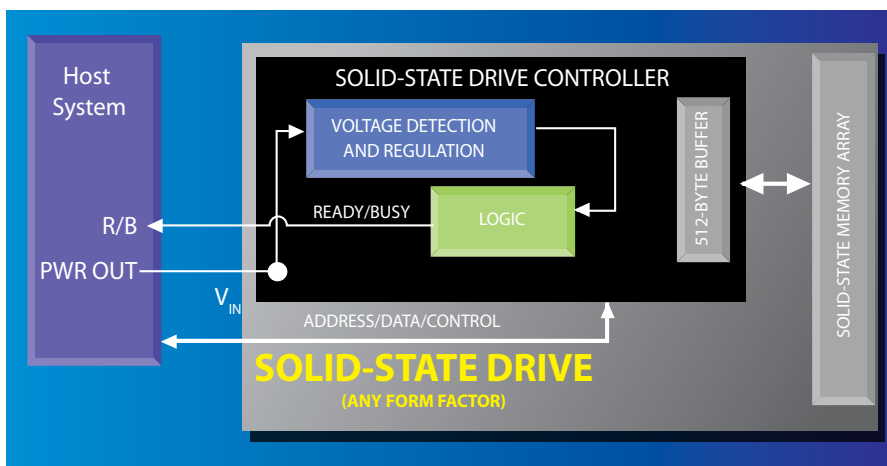 Host
System
SOLID-STATE DRIVE CONTROLLER
VOLTAGE DETECTION
AND REGULATION
512-BYTE BUFFER
SOLID-STATE MEMORY ARRAY
READY/BUSY
LOGIC
R/B
PWR OUT
VIN
ADDRESS/DATA/CONTROL
SOLID-STATE DRIVE
(ANY FORM FACTOR)